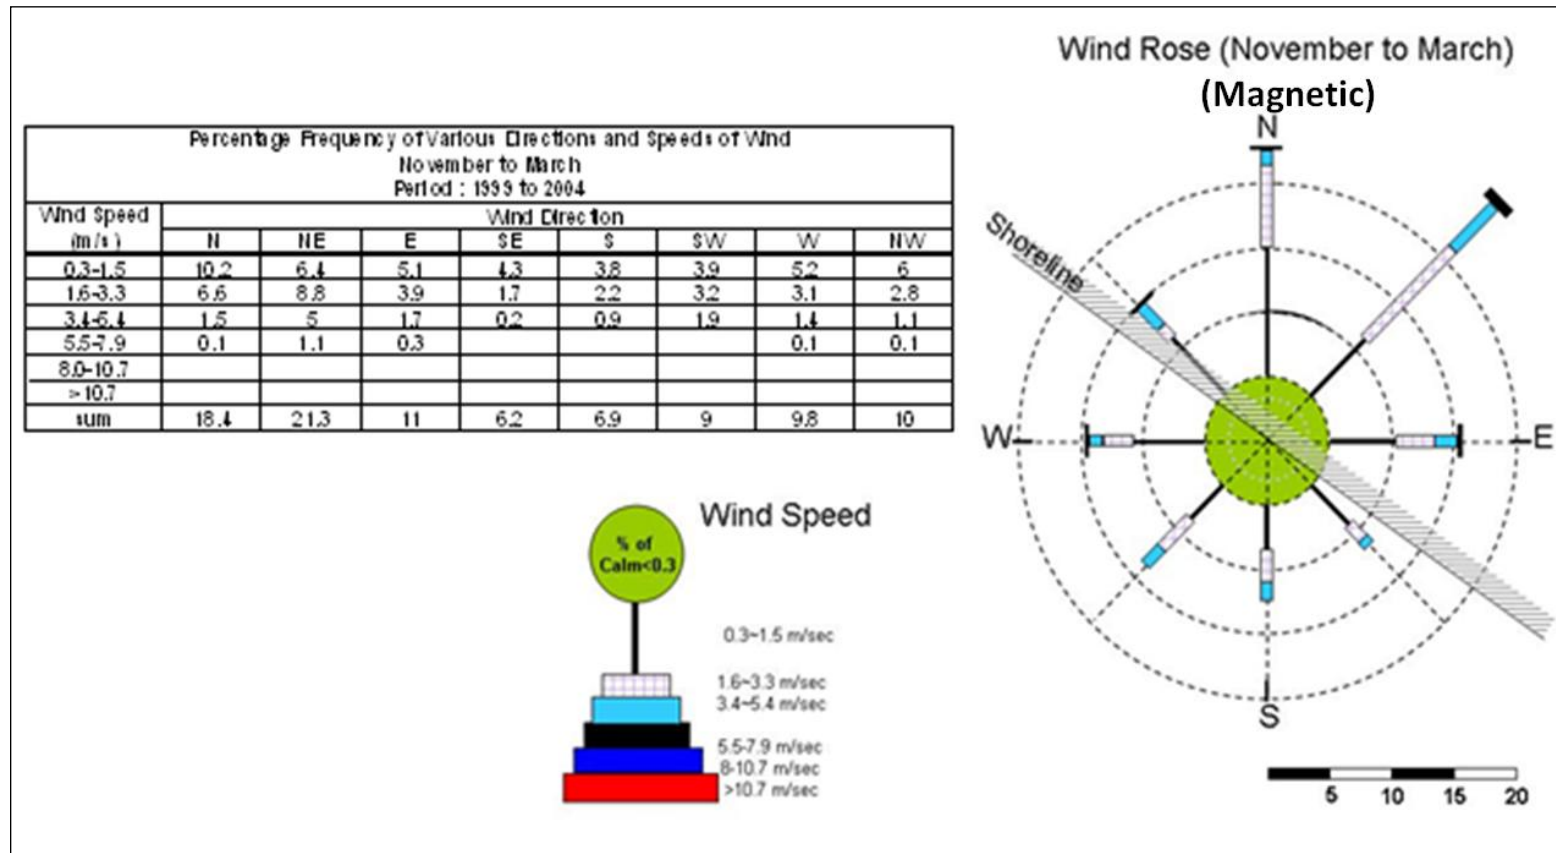 Wind Rose (November to March)
(Magnetic)
Percentage Frequency of Various Directions and Speeds of Wind
November to March
Period : 1999 to 2004
Wind Speed (m/s) Wind Direction
N NE E SE S SW W NW
0.3-1.5 10.2 6.4 5.1 4.3 3.8 3.9 5.2 6
1.6-3.3 6.6 8.8 3.9 1.7 2.2 3.2 3.1 2.8
3.4-5.4 1.5 5 1.7 0.2 0.9 1.9 1.4 1.1
5.5-7.9 0.1 1.1 0.3 0.1 0.1
8.0-10.7
> 10.7
sum 18.4 21.3 11 6.2 6.9 9 9.8 10
Wind Speed
% of
Calm<0.3
0.3~1.5 m/sec
1.6~3.3 m/sec
3.4~5.4 m/sec
5.5-7.9 m/sec
8-10.7 m/sec
>10.7 m/sec
N
Shoreline
W
E
S
5 10 15 20